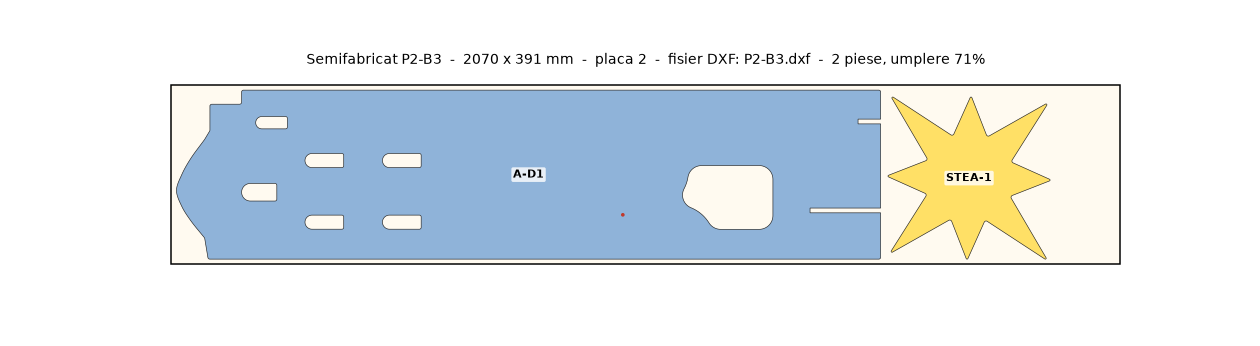 Semifabricat P2-B3 - 2070 x 391 mm - placa 2 - fisier DXF: P2-B3.dxf - 2 piese, umplere 71%
A-D1
STEA-1